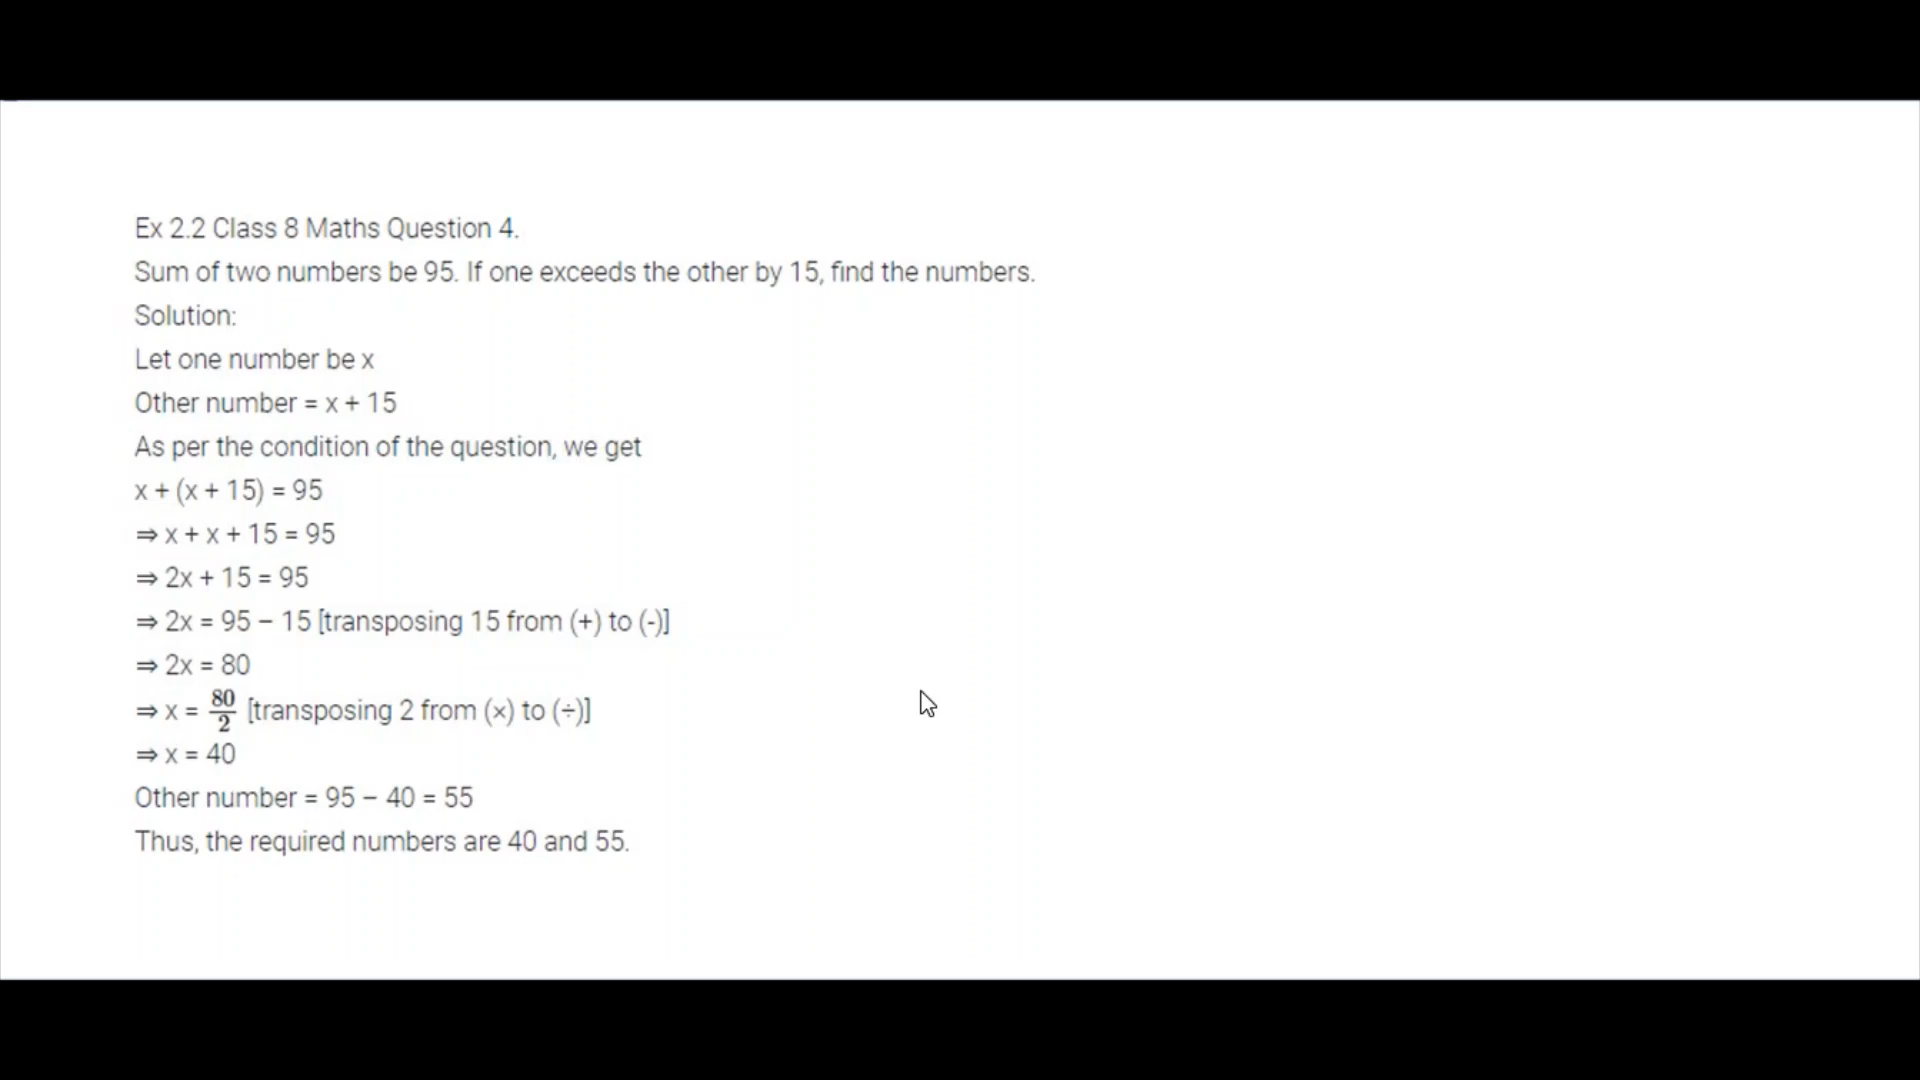 Ex 2.2 Class 8 Maths Question 4.
Sum of two numbers be 95. If one exceeds the other by 15, find the numbers.
Solution:
Let one number be x
Other number = x + 15
As per the condition of the question, we get
x + (x + 15) = 95
⇒ x + x + 15 = 95
⇒ 2x + 15 = 95
⇒ 2x = 95 – 15 [transposing 15 from (+) to (-)]
⇒ 2x = 80
⇒ x = 80/2 [transposing 2 from (×) to (÷)]
⇒ x = 40
Other number = 95 – 40 = 55
Thus, the required numbers are 40 and 55.